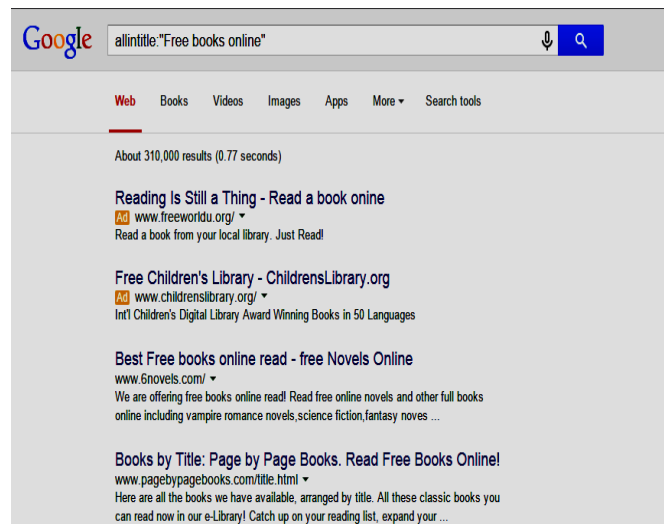 Google allintitle:"Free books online"
Web Books Videos Images Apps More Search tools
About 310,000 results (0.77 seconds)
Reading Is Still a Thing - Read a book onine
Ad www.freeworldu.org/
Read a book from your local library. Just Read!
Free Children's Library - ChildrensLibrary.org
Ad www.childrenslibrary.org/
Int'l Children's Digital Library Award Winning Books in 50 Languages
Best Free books online read - free Novels Online
www.6novels.com/
We are offering free books online read! Read free online novels and other full books
online including vampire romance novels,science fiction,fantasy noves ...
Books by Title: Page by Page Books. Read Free Books Online!
www.pagebypagebooks.com/title.html
Here are all the books we have available, arranged by title. All these classic books you
can read now in our e-Library! Catch up on your reading list, expand your ...